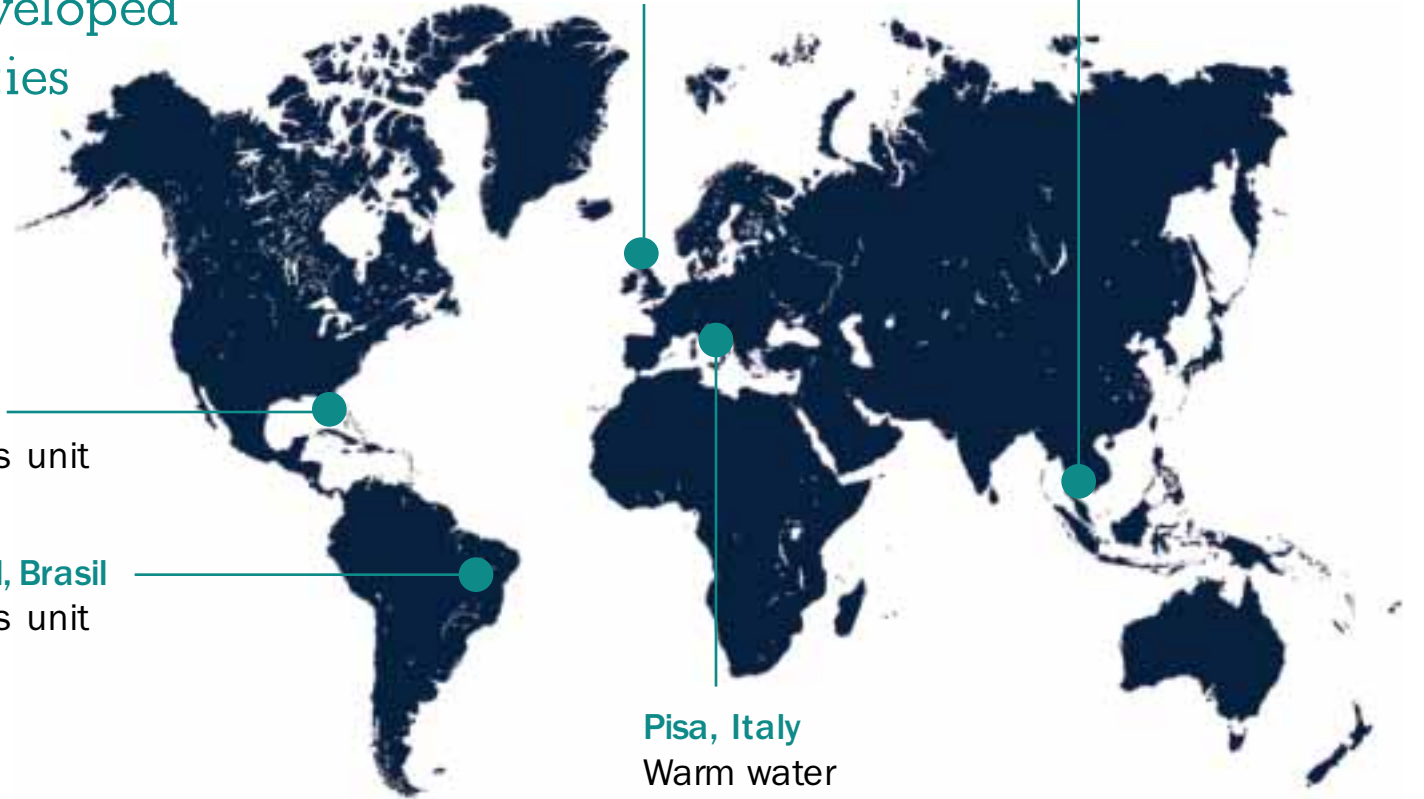 veloped
ies
s unit
, Brasil
s unit
Pisa, Italy
Warm water